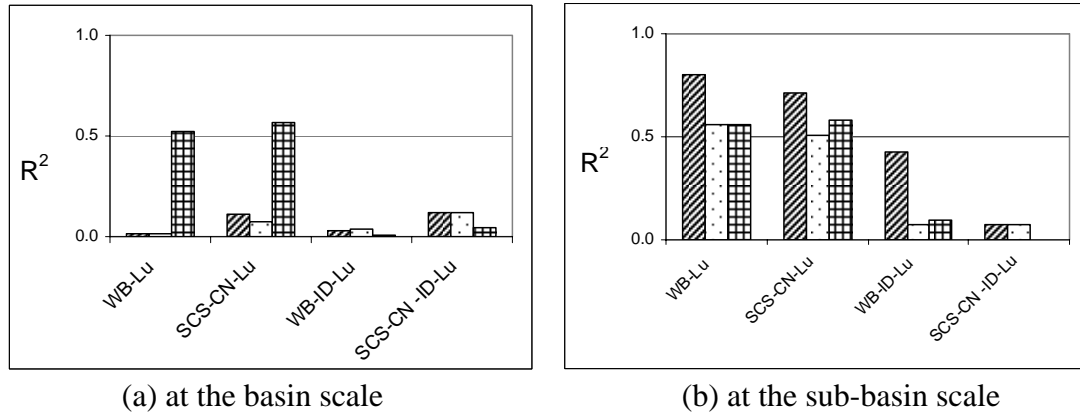 1.0
0.5
0.0
R²
WB-Lu
SCS-CN-Lu
WB-ID-Lu
SCS-CN -ID-Lu
(a) at the basin scale
1.0
0.5
0.0
R²
WB-Lu
SCS-CN-Lu
WB-ID-Lu
SCS-CN -ID-Lu
(b) at the sub-basin scale